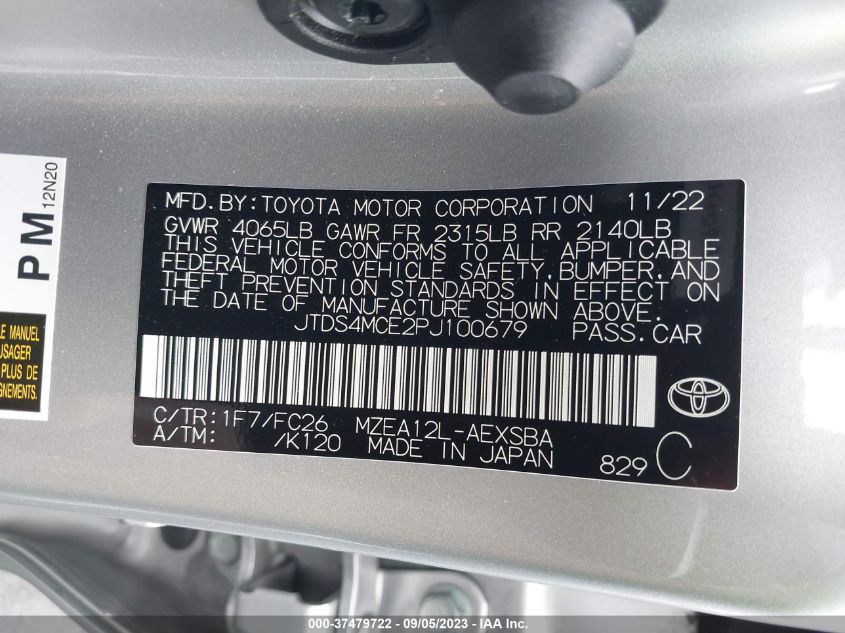 PM
12N20
LE MANUEL
USAGER
PLUS DE
GNEMENTS.
MFD. BY: TOYOTA MOTOR CORPORATION 11/22
GVWR 4065LB GAWR FR 2315LB RR 2140LB
THIS VEHICLE CONFORMS TO ALL APPLICABLE
FEDERAL MOTOR VEHICLE SAFETY, BUMPER, AND
THEFT PREVENTION STANDARDS IN EFFECT ON
THE DATE OF MANUFACTURE SHOWN ABOVE.
JTDS4MCE2PJ100679 PASS. CAR
C/TR: 1F7/FC26 MZEA12L-AEXSBA
A/TM: /K120 MADE IN JAPAN 829 C
000-37479722 - 09/05/2023 - IAA Inc.